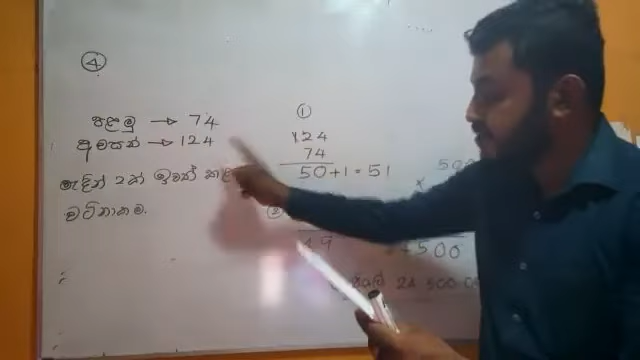 ④
පළමු → 74
අවසන් → 124
මැදින් 2ක් ඉවත්
වටිනාකම.
①
124
74
50+1=51
②
49
500
500
24 500